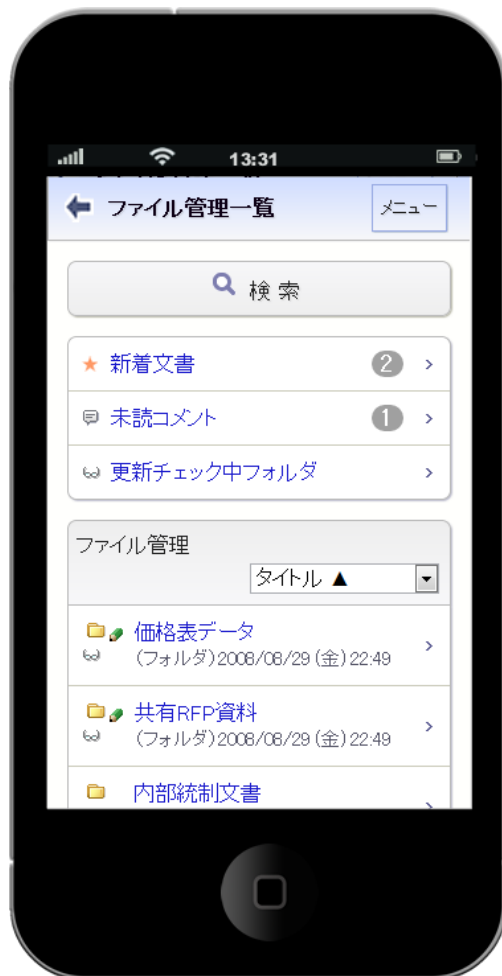 13:31
ファイル管理一覧
メニュー
検索
新着文書 2
未読コメント 1
更新チェック中フォルダ
ファイル管理
タイトル ▲
価格表データ
(フォルダ)2008/08/29(金)22:49
共有RFP資料
(フォルダ)2008/08/29(金)22:49
内部統制文書